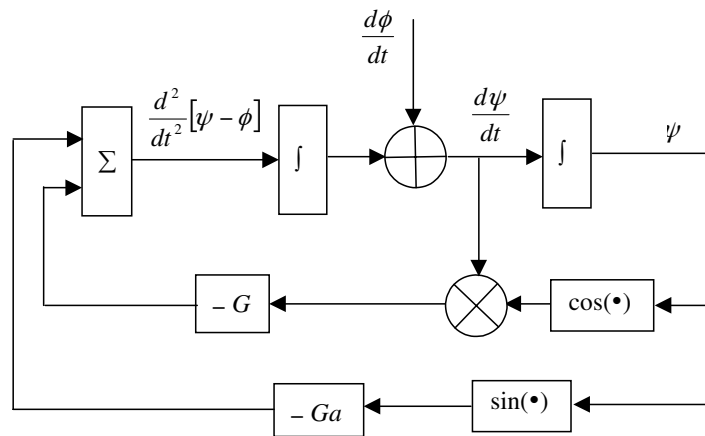 dφ/dt
d²/dt² [ψ − φ]
dψ/dt
ψ
Σ
∫
∫
− G
cos(•)
− Ga
sin(•)